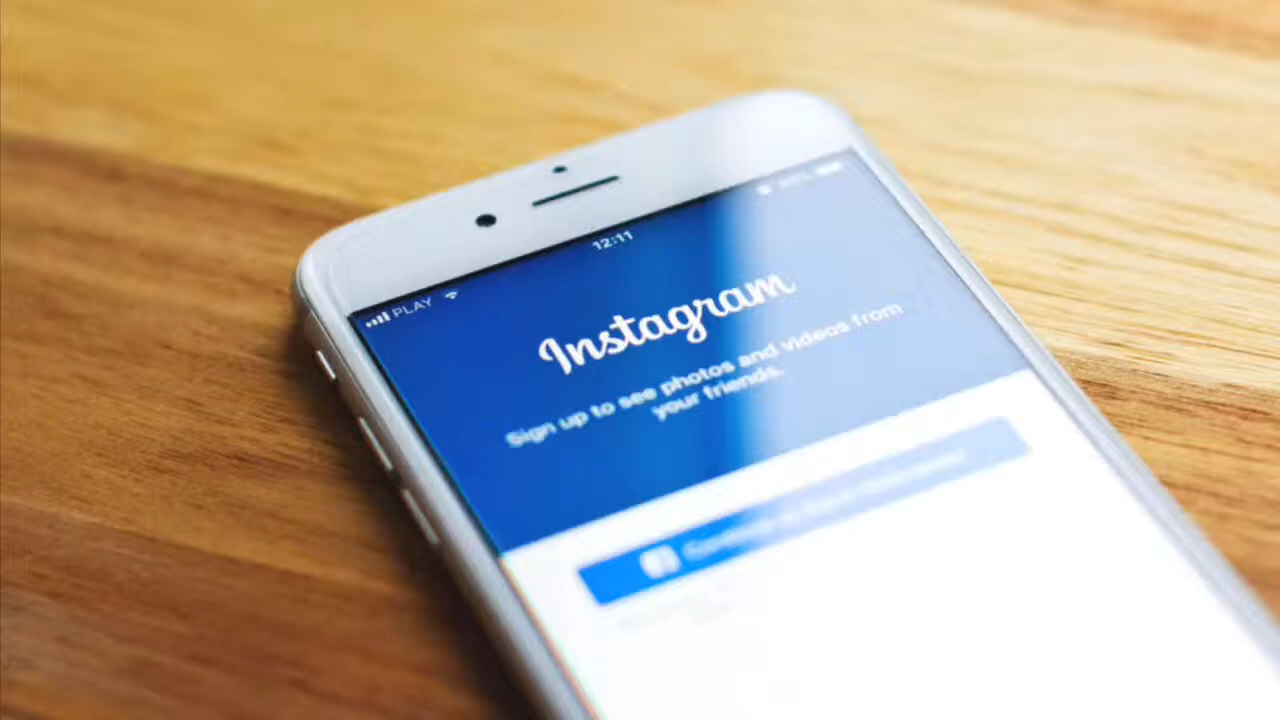 PLAY
12:11
Instagram
Sign up to see photos and videos from
your friends.